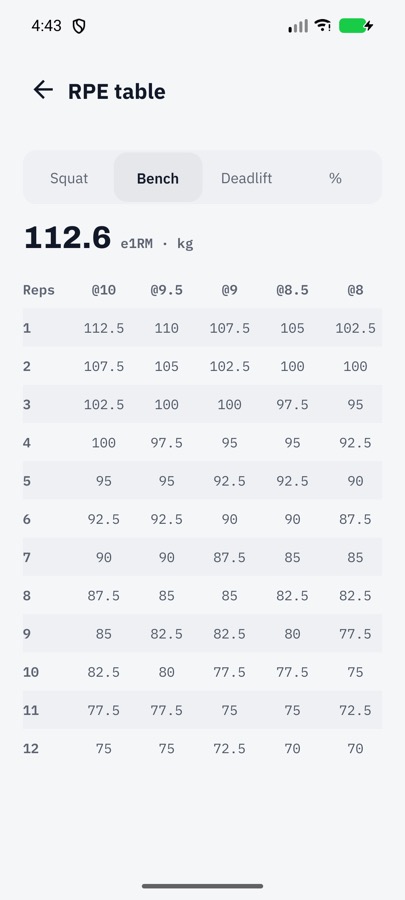 4:43
RPE table
Squat Bench Deadlift %
112.6 e1RM · kg
Reps @10 @9.5 @9 @8.5 @8
1 112.5 110 107.5 105 102.5
2 107.5 105 102.5 100 100
3 102.5 100 100 97.5 95
4 100 97.5 95 95 92.5
5 95 95 92.5 92.5 90
6 92.5 92.5 90 90 87.5
7 90 90 87.5 85 85
8 87.5 85 85 82.5 82.5
9 85 82.5 82.5 80 77.5
10 82.5 80 77.5 77.5 75
11 77.5 77.5 75 75 72.5
12 75 75 72.5 70 70